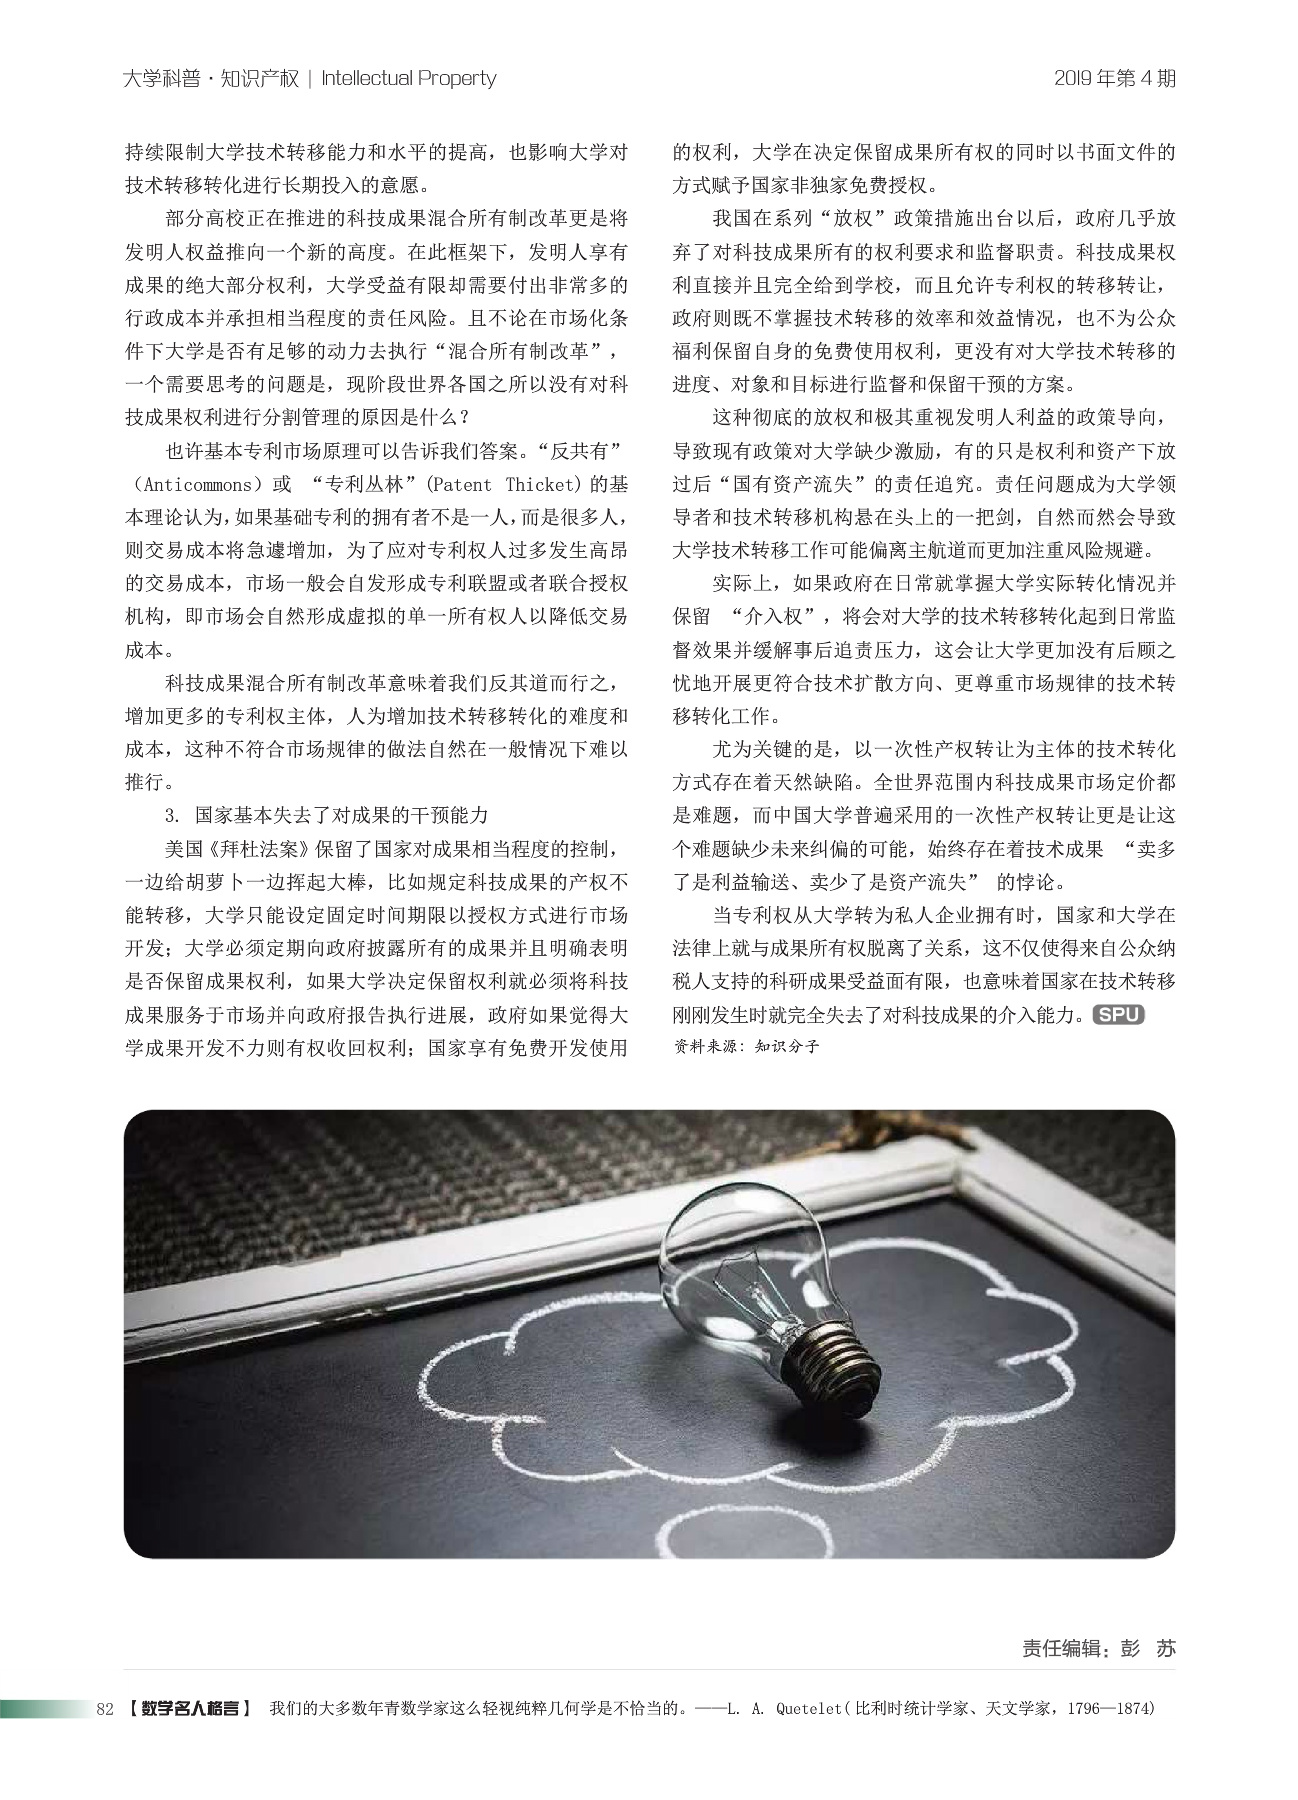 大学科普·知识产权 | Intellectual Property
2019 年第 4 期
持续限制大学技术转移能力和水平的提高，也影响大学对
技术转移转化进行长期投入的意愿。
部分高校正在推进的科技成果混合所有制改革更是将
发明人权益推向一个新的高度。在此框架下，发明人享有
成果的绝大部分权利，大学受益有限却需要付出非常多的
行政成本并承担相当程度的责任风险。且不论在市场化条
件下大学是否有足够的动力去执行“混合所有制改革”，
一个需要思考的问题是，现阶段世界各国之所以没有对科
技成果权利进行分割管理的原因是什么？
也许基本专利市场原理可以告诉我们答案。“反共有”
（Anticommons）或 “专利丛林”(Patent Thicket) 的基
本理论认为，如果基础专利的拥有者不是一人，而是很多人，
则交易成本将急遽增加，为了应对专利权人过多发生高昂
的交易成本，市场一般会自发形成专利联盟或者联合授权
机构，即市场会自然形成虚拟的单一所有权人以降低交易
成本。
科技成果混合所有制改革意味着我们反其道而行之，
增加更多的专利权主体，人为增加技术转移转化的难度和
成本，这种不符合市场规律的做法自然在一般情况下难以
推行。
3. 国家基本失去了对成果的干预能力
美国《拜杜法案》保留了国家对成果相当程度的控制，
一边给胡萝卜一边挥起大棒，比如规定科技成果的产权不
能转移，大学只能设定固定时间期限以授权方式进行市场
开发；大学必须定期向政府披露所有的成果并且明确表明
是否保留成果权利，如果大学决定保留权利就必须将科技
成果服务于市场并向政府报告执行进展，政府如果觉得大
学成果开发不力则有权收回权利；国家享有免费开发使用
的权利，大学在决定保留成果所有权的同时以书面文件的
方式赋予国家非独家免费授权。
我国在系列“放权”政策措施出台以后，政府几乎放
弃了对科技成果所有的权利要求和监督职责。科技成果权
利直接并且完全给到学校，而且允许专利权的转移转让，
政府则既不掌握技术转移的效率和效益情况，也不为公众
福利保留自身的免费使用权利，更没有对大学技术转移的
进度、对象和目标进行监督和保留干预的方案。
这种彻底的放权和极其重视发明人利益的政策导向，
导致现有政策对大学缺少激励，有的只是权利和资产下放
过后“国有资产流失”的责任追究。责任问题成为大学领
导者和技术转移机构悬在头上的一把剑，自然而然会导致
大学技术转移工作可能偏离主航道而更加注重风险规避。
实际上，如果政府在日常就掌握大学实际转化情况并
保留 “介入权”，将会对大学的技术转移转化起到日常监
督效果并缓解事后追责压力，这会让大学更加没有后顾之
忧地开展更符合技术扩散方向、更尊重市场规律的技术转
移转化工作。
尤为关键的是，以一次性产权转让为主体的技术转化
方式存在着天然缺陷。全世界范围内科技成果市场定价都
是难题，而中国大学普遍采用的一次性产权转让更是让这
个难题缺少未来纠偏的可能，始终存在着技术成果 “卖多
了是利益输送、卖少了是资产流失” 的悖论。
当专利权从大学转为私人企业拥有时，国家和大学在
法律上就与成果所有权脱离了关系，这不仅使得来自公众纳
税人支持的科研成果受益面有限，也意味着国家在技术转移
刚刚发生时就完全失去了对科技成果的介入能力。SPU
资料来源：知识分子
责任编辑：彭 苏
82 【数学名人格言】 我们的大多数年青数学家这么轻视纯粹几何学是不恰当的。——L. A. Quetelet(比利时统计学家、天文学家，1796—1874)